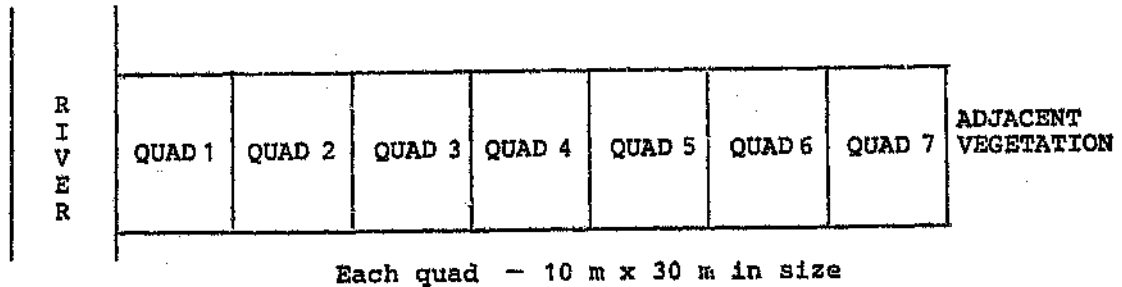 RIVER
QUAD 1 QUAD 2 QUAD 3 QUAD 4 QUAD 5 QUAD 6 QUAD 7
ADJACENT
VEGETATION
Each quad — 10 m x 30 m in size